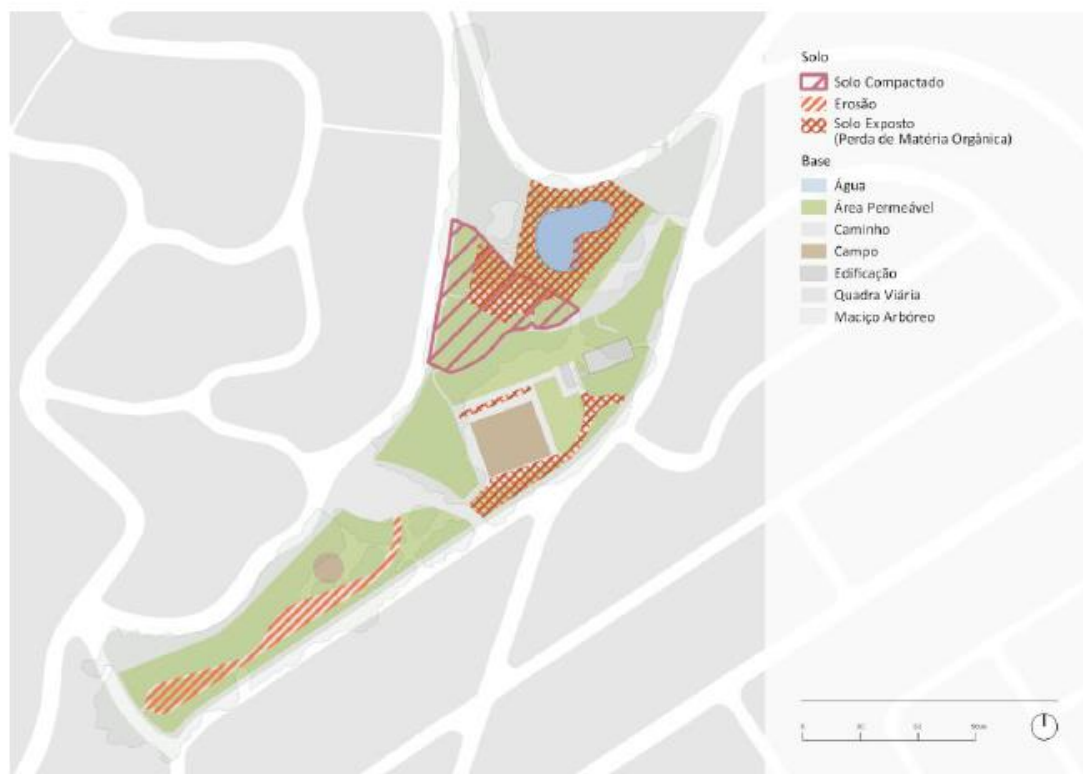 Solo
Solo Compactado
Erosão
Solo Exposto
(Perda de Matéria Orgânica)
Base
Água
Área Permeável
Caminho
Campo
Edificação
Quadra Viária
Maciço Arbóreo